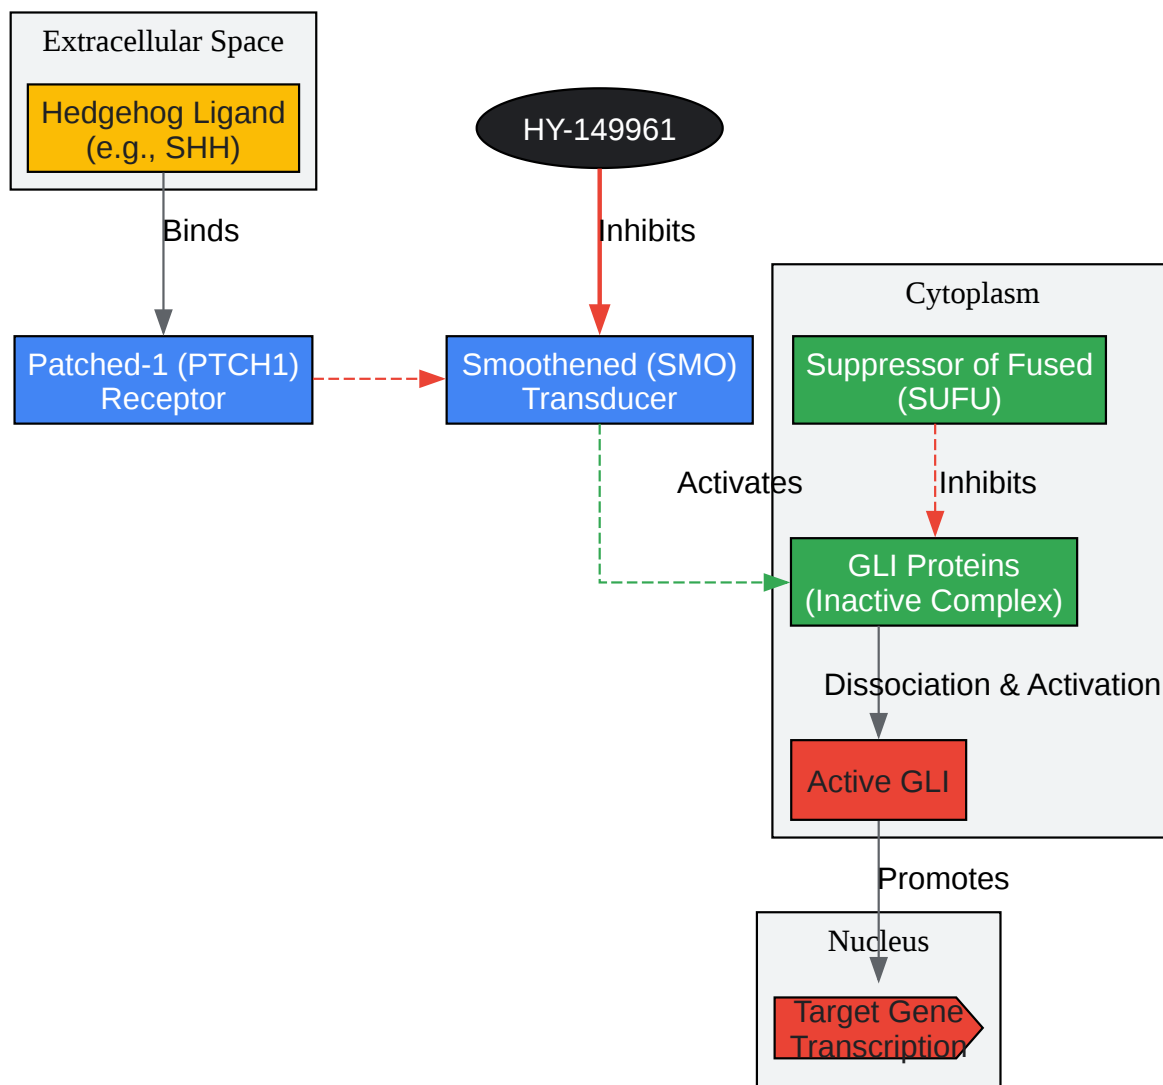 Extracellular Space
Hedgehog Ligand
(e.g., SHH)
HY-149961
Binds
Inhibits
Cytoplasm
Patched-1 (PTCH1)
Receptor
Smoothened (SMO)
Transducer
Suppressor of Fused
(SUFU)
Activates
Inhibits
GLI Proteins
(Inactive Complex)
Dissociation & Activation
Active GLI
Promotes
Nucleus
Target Gene
Transcription